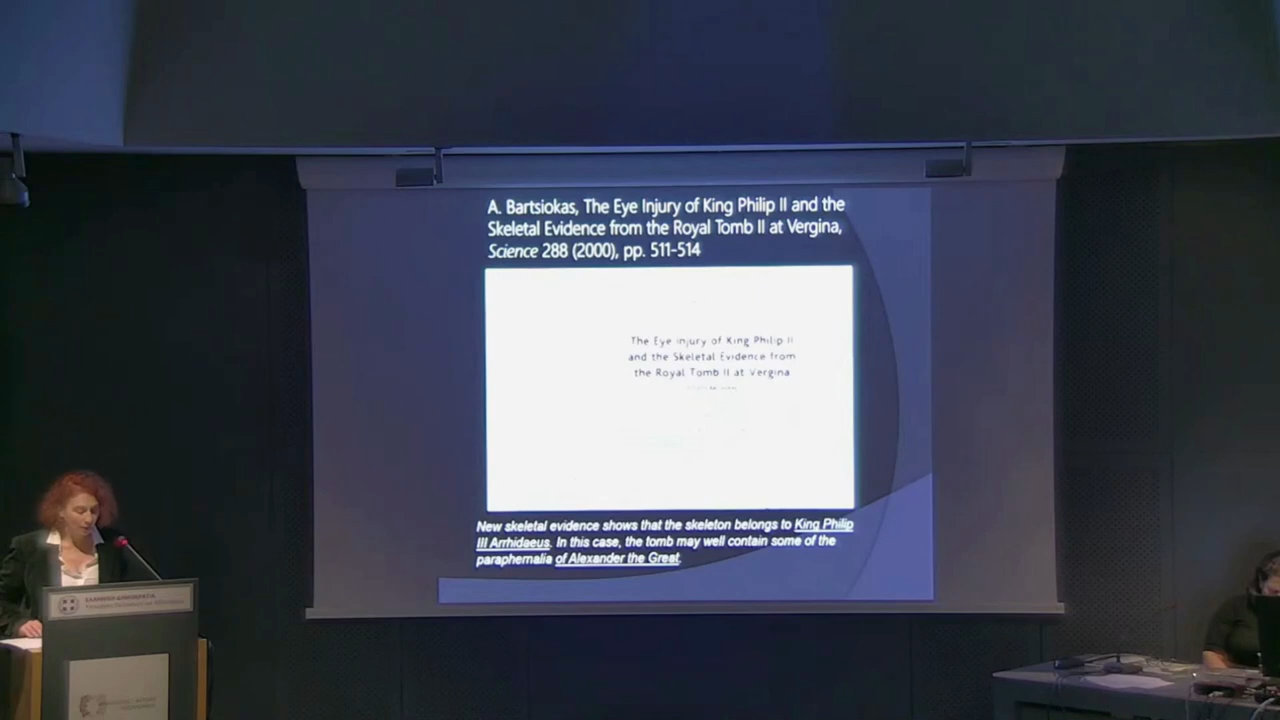 A. Bartsiokas, The Eye Injury of King Philip II and the
Skeletal Evidence from the Royal Tomb II at Vergina,
Science 288 (2000), pp. 511-514
The Eye Injury of King Philip II
and the Skeletal Evidence from
the Royal Tomb II at Vergina
New skeletal evidence shows that the skeleton belongs to King Philip
III Arrhidaeus. In this case, the tomb may well contain some of the
paraphernalia of Alexander the Great.
ΕΛΛΗΝΙΚΗ ΔΗΜΟΚΡΑΤΙΑ